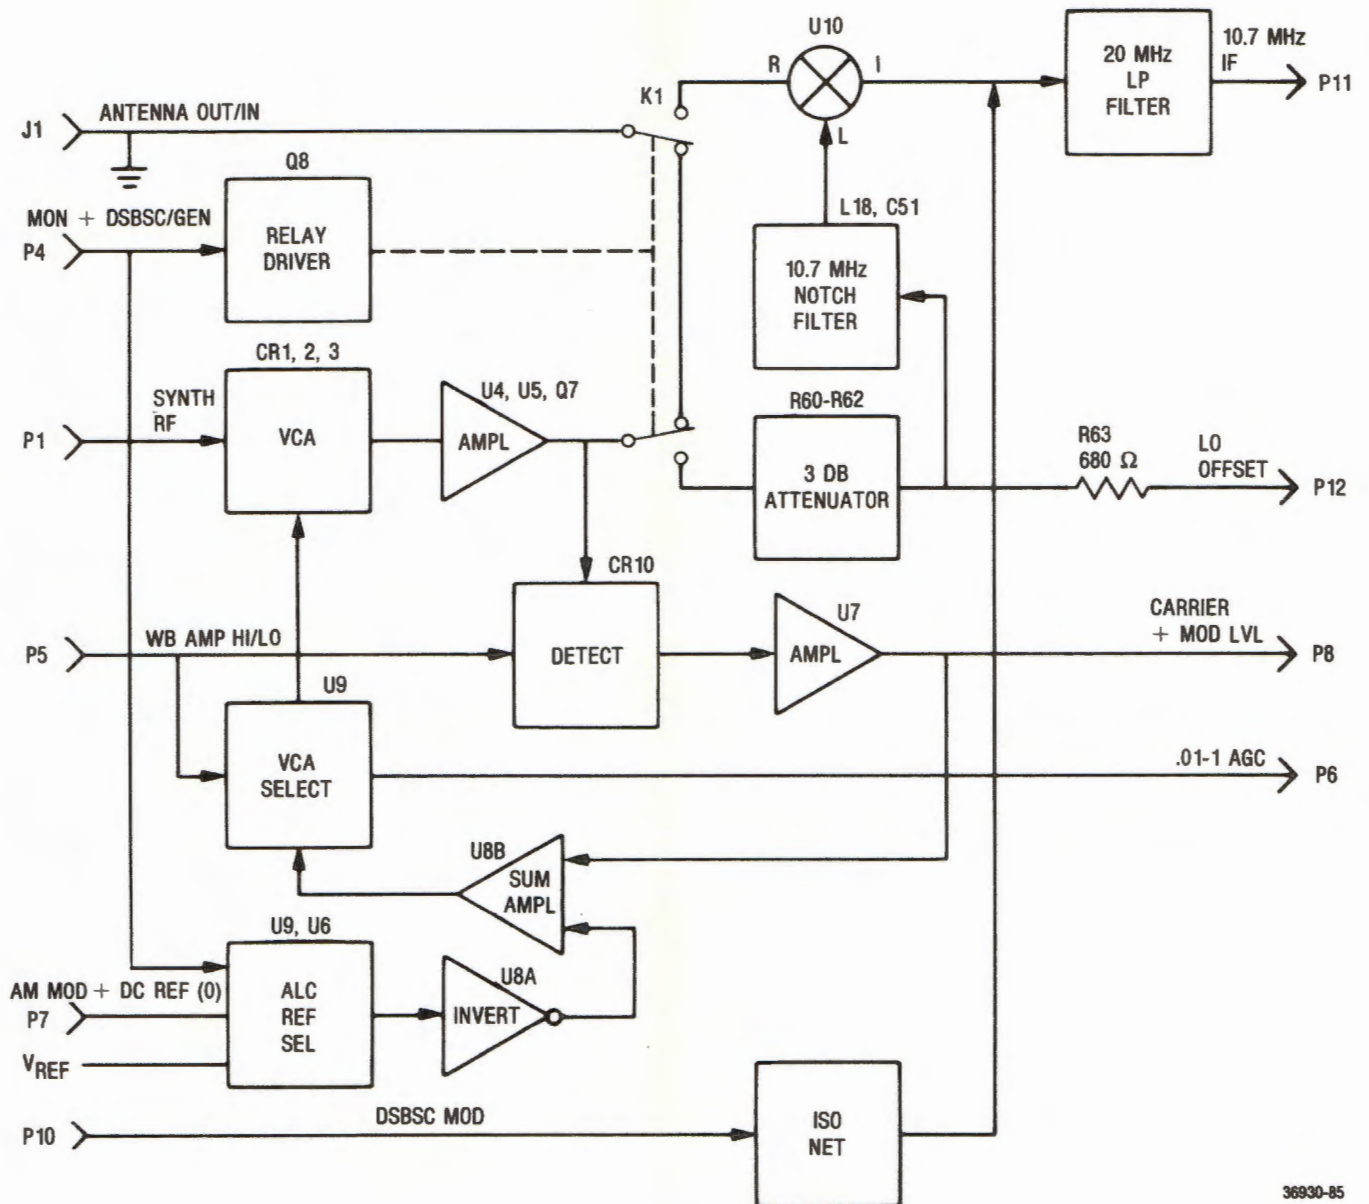 U10
R
I
L
20 MHz
LP
FILTER
10.7 MHz
IF
P11
K1
J1
ANTENNA OUT/IN
Q8
MON + DSBSC/GEN
P4
RELAY
DRIVER
L18, C51
10.7 MHz
NOTCH
FILTER
CR1, 2, 3
SYNTH
RF
P1
VCA
U4, U5, Q7
AMPL
R60-R62
3 DB
ATTENUATOR
R63
680 Ω
LO
OFFSET
P12
CR10
P5
WB AMP HI/LO
DETECT
U7
AMPL
CARRIER
+ MOD LVL
P8
U9
VCA
SELECT
.01-1 AGC
P6
U8B
SUM
AMPL
U9, U6
AM MOD + DC REF (0)
P7
VREF
ALC
REF
SEL
U8A
INVERT
P10
DSBSC MOD
ISO
NET
36930-85